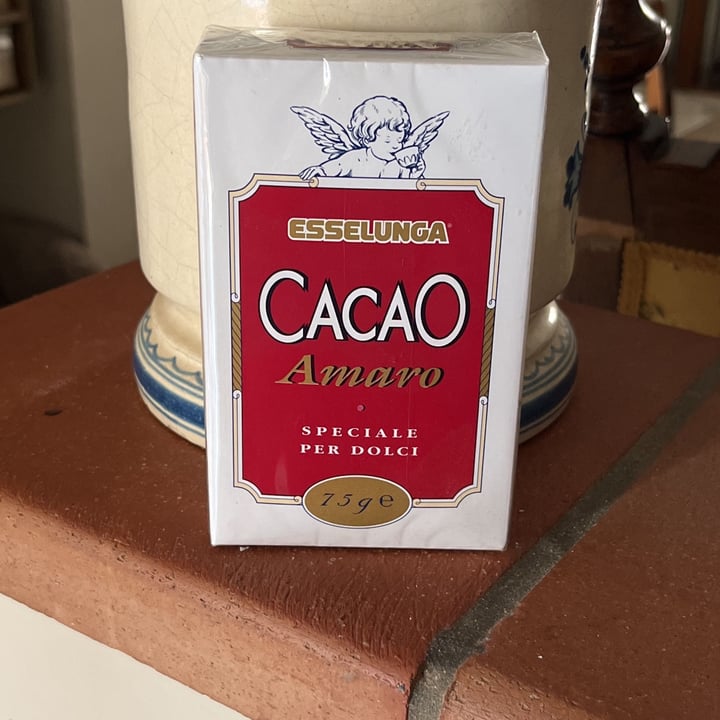 ESSELUNGA
CACAO
Amaro
SPECIALE
PER DOLCI
75g e